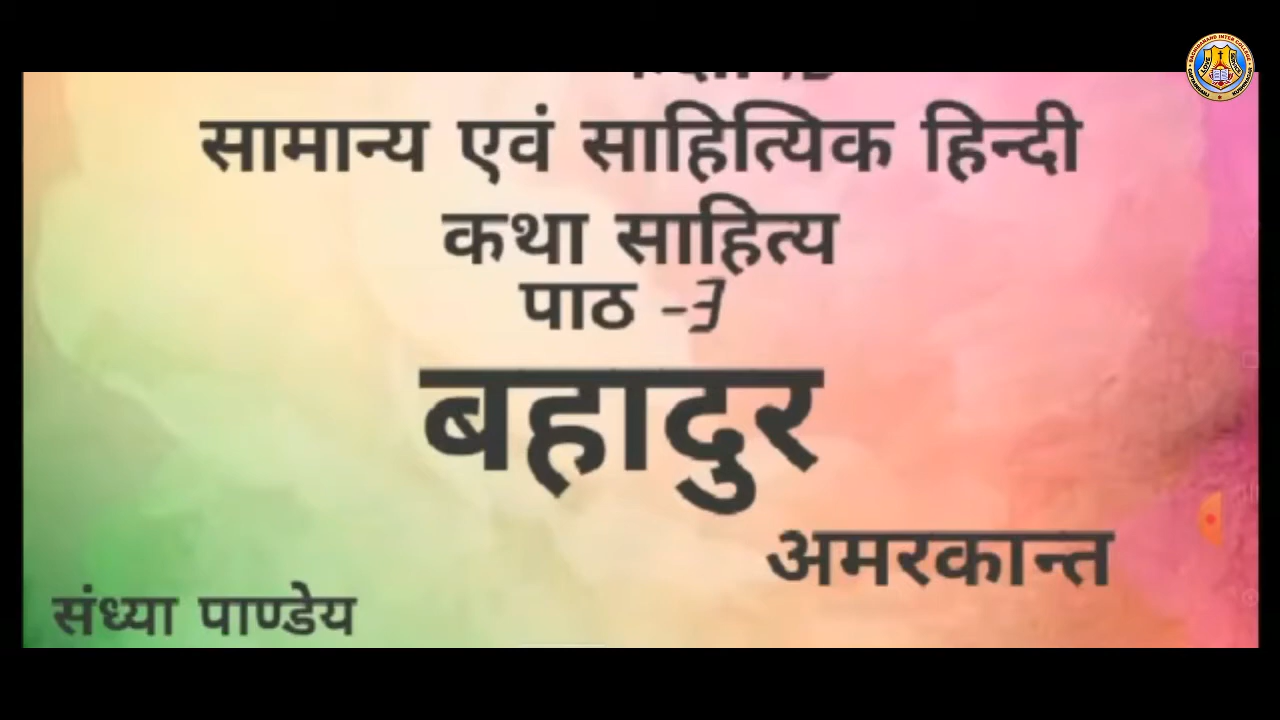 सामान्य एवं साहित्यिक हिन्दी
कथा साहित्य
पाठ -3
बहादुर
अमरकान्त
संध्या पाण्डेय